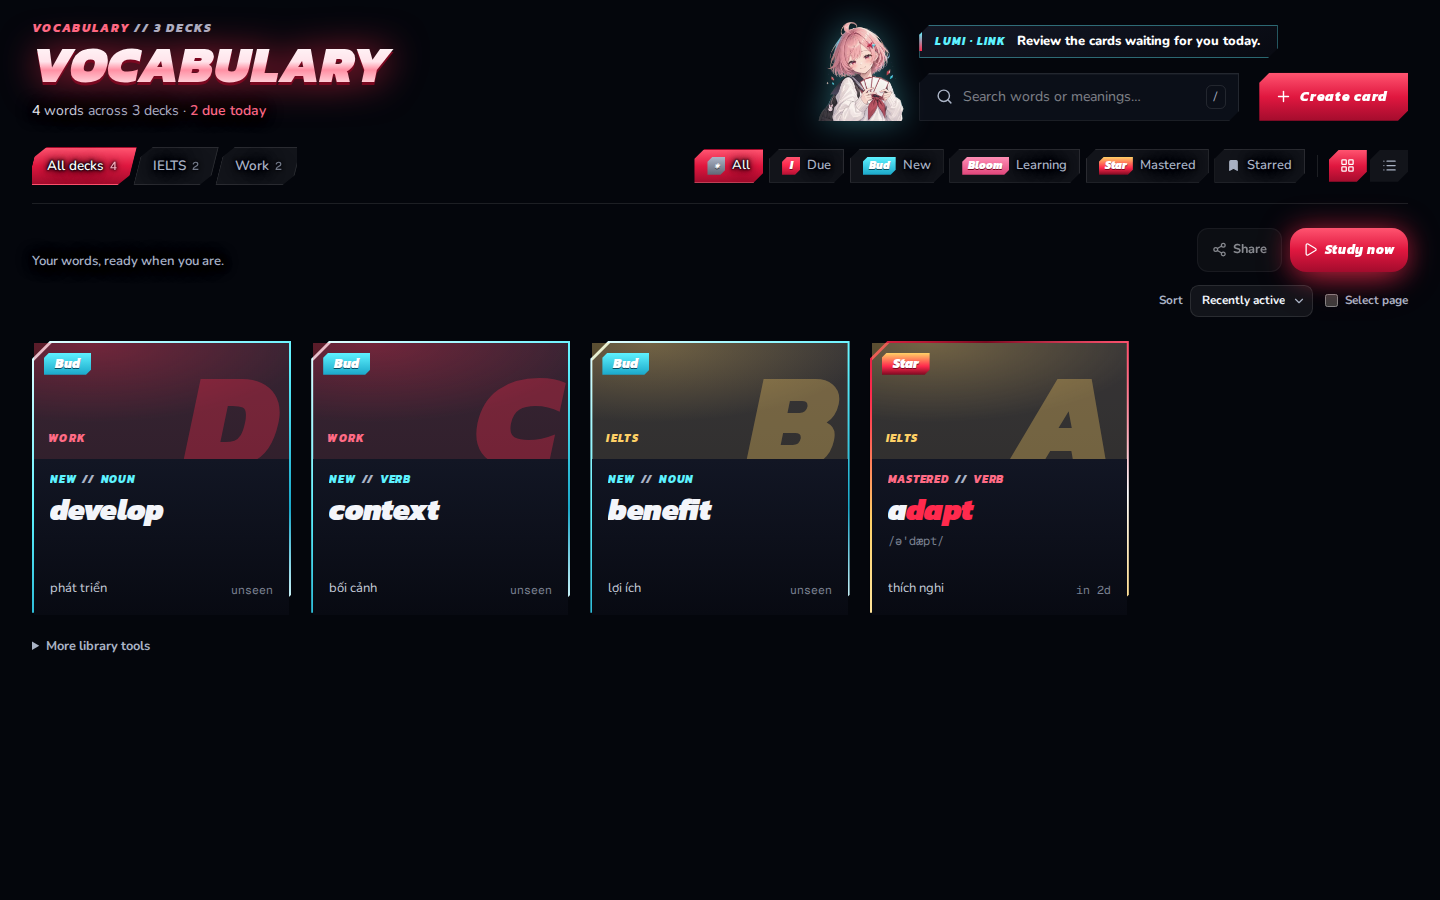 VOCABULARY // 3 DECKS
VOCABULARY
4 words across 3 decks · 2 due today
LUMI · LINK Review the cards waiting for you today.
Search words or meanings... /
+ Create card
All decks 4 IELTS 2 Work 2
All I Due Bud New Bloom Learning Star Mastered Starred
Your words, ready when you are.
Share Study now
Sort Recently active Select page
Bud
D
WORK
NEW // NOUN
develop
phát triển unseen
Bud
C
WORK
NEW // VERB
context
bối cảnh unseen
Bud
B
IELTS
NEW // NOUN
benefit
lợi ích unseen
Star
A
IELTS
MASTERED // VERB
adapt
/əˈdæpt/
thích nghi in 2d
More library tools